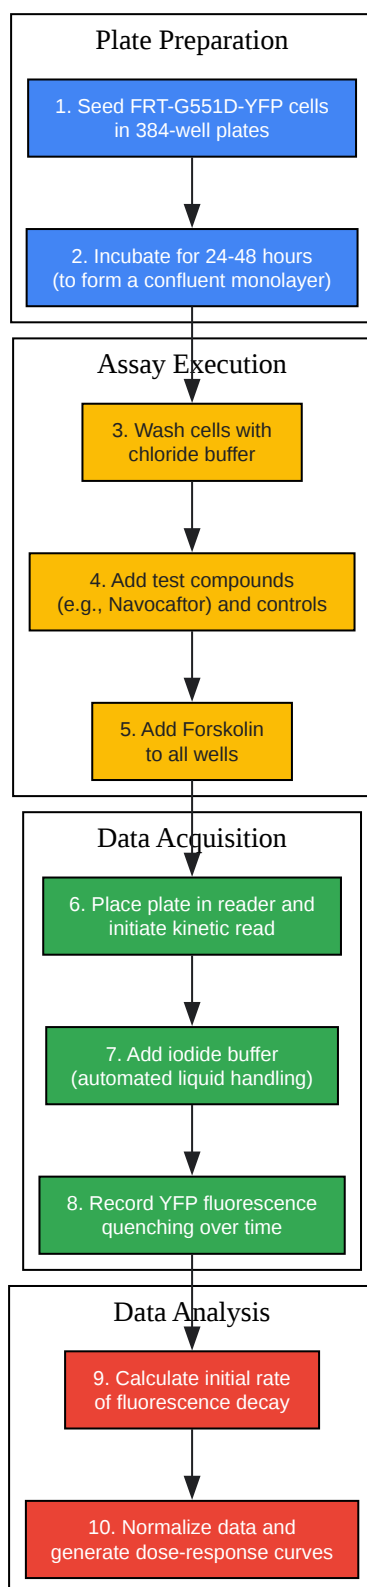 Plate Preparation
1. Seed FRT-G551D-YFP cells
in 384-well plates
2. Incubate for 24-48 hours
(to form a confluent monolayer)
Assay Execution
3. Wash cells with
chloride buffer
4. Add test compounds
(e.g., Navocaftor) and controls
5. Add Forskolin
to all wells
Data Acquisition
6. Place plate in reader and
initiate kinetic read
7. Add iodide buffer
(automated liquid handling)
8. Record YFP fluorescence
quenching over time
Data Analysis
9. Calculate initial rate
of fluorescence decay
10. Normalize data and
generate dose-response curves